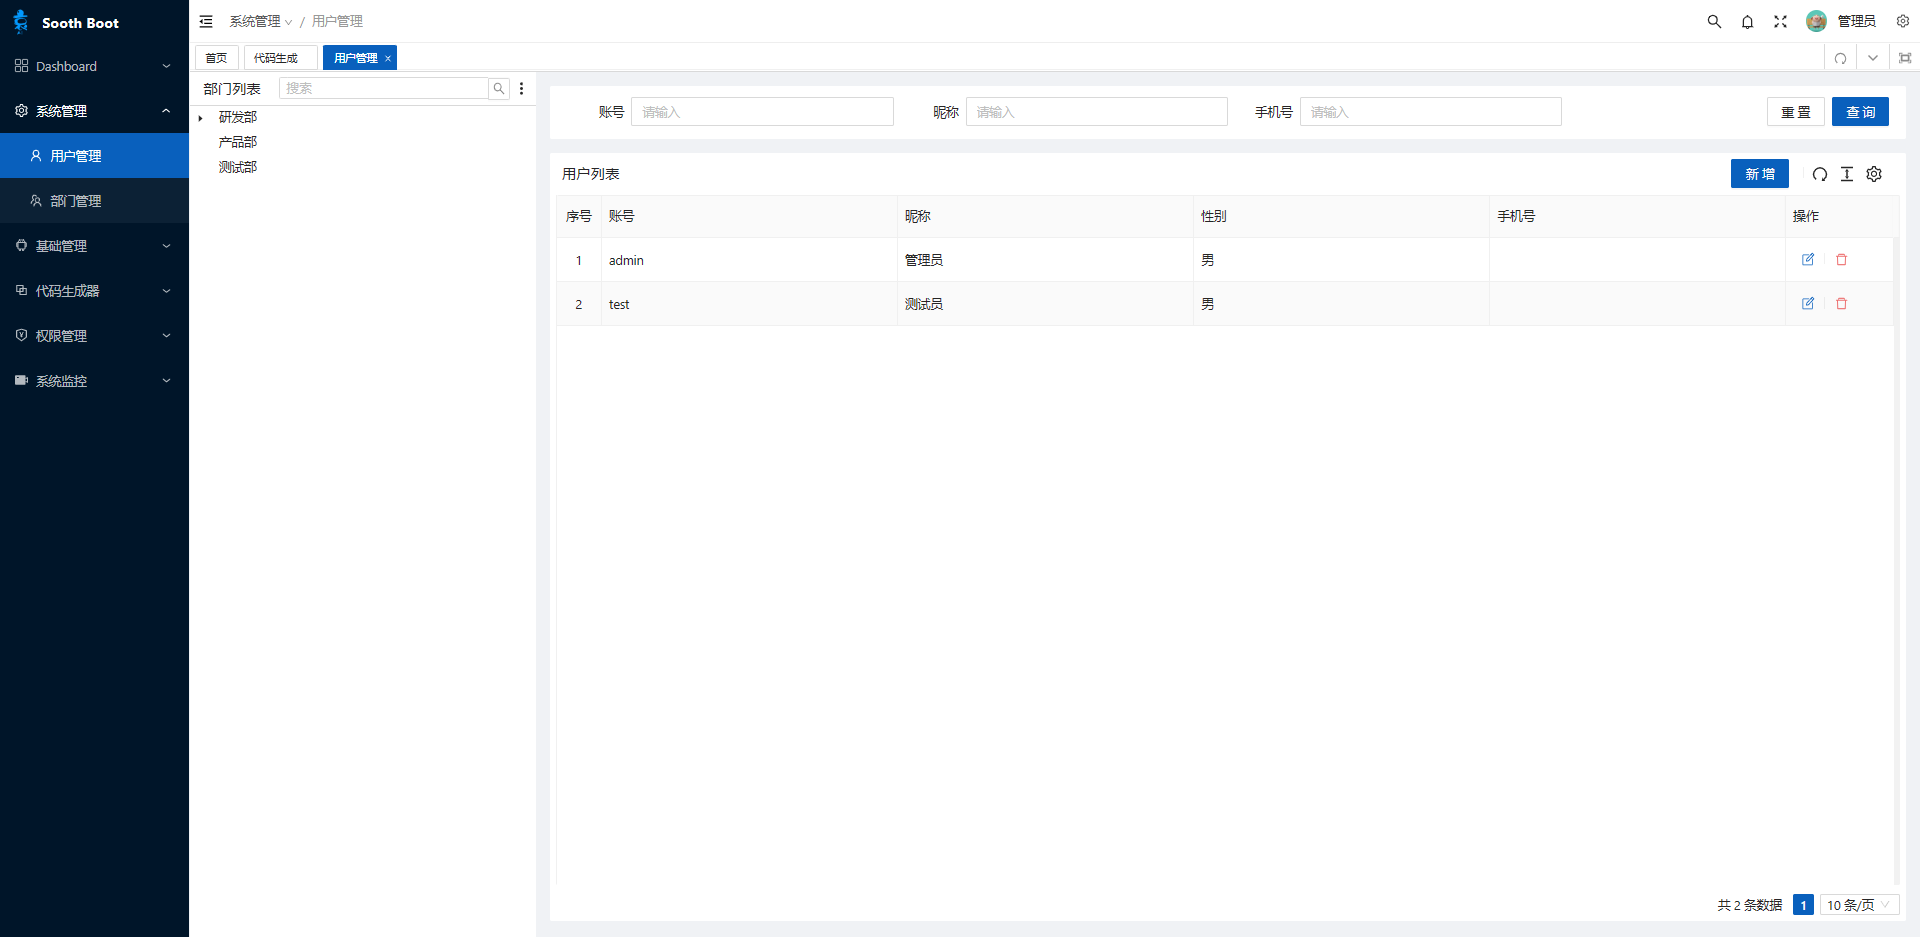 Sooth Boot
Dashboard
系统管理
用户管理
部门管理
基础管理
代码生成器
权限管理
系统监控
系统管理 / 用户管理
管理员
首页 代码生成 用户管理 ×
部门列表 搜索
研发部
产品部
测试部
账号 请输入 昵称 请输入 手机号 请输入 重 置 查 询
用户列表 新 增
序号 账号 昵称 性别 手机号 操作
1 admin 管理员 男
2 test 测试员 男
共 2 条数据 1 10 条/页